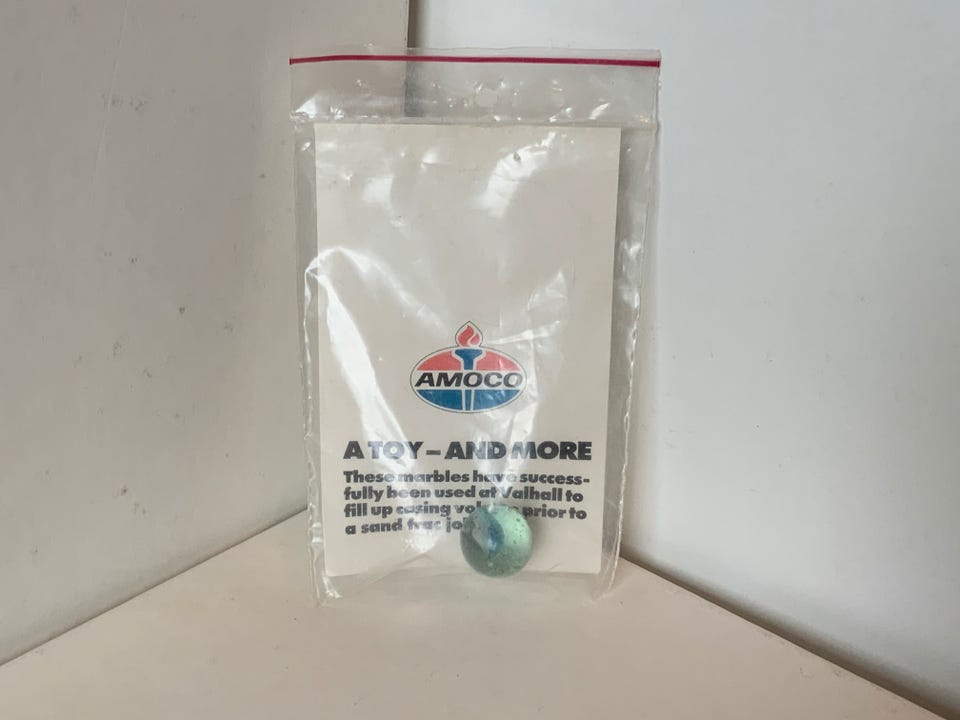 AMOCO
A TOY – AND MORE
These marbles have success-
fully been used at Valhall to
fill up casing prior to
a sand frac